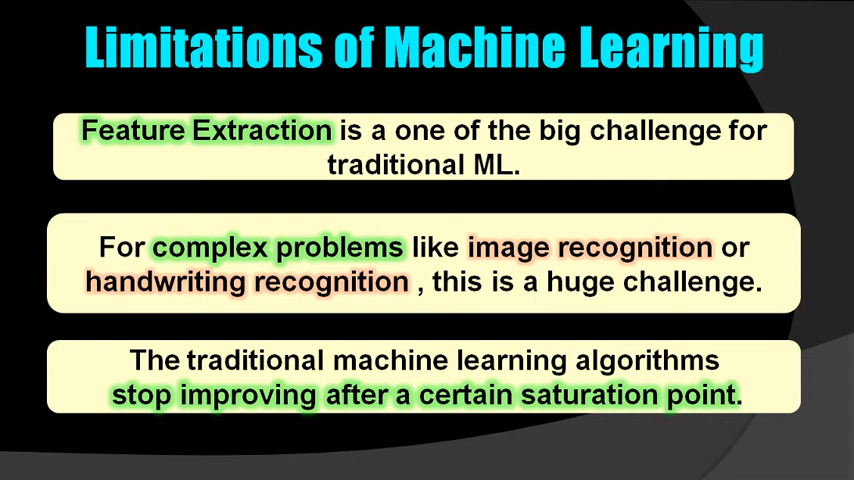 Limitations of Machine Learning
Feature Extraction is a one of the big challenge for
traditional ML.
For complex problems like image recognition or
handwriting recognition , this is a huge challenge.
The traditional machine learning algorithms
stop improving after a certain saturation point.